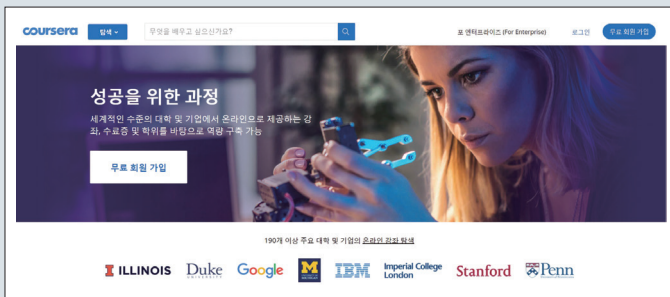 coursera 탐색 무엇을 배우고 싶으신가요? 포 엔터프라이즈 (For Enterprise) 로그인 무료 회원 가입
성공을 위한 과정
세계적인 수준의 대학 및 기업에서 온라인으로 제공하는 강
좌, 수료증 및 학위를 바탕으로 역량 구축 가능
무료 회원 가입
190개 이상 주요 대학 및 기업의 온라인 강좌 탐색
I ILLINOIS Duke UNIVERSITY Google M IBM Imperial College London Stanford Penn